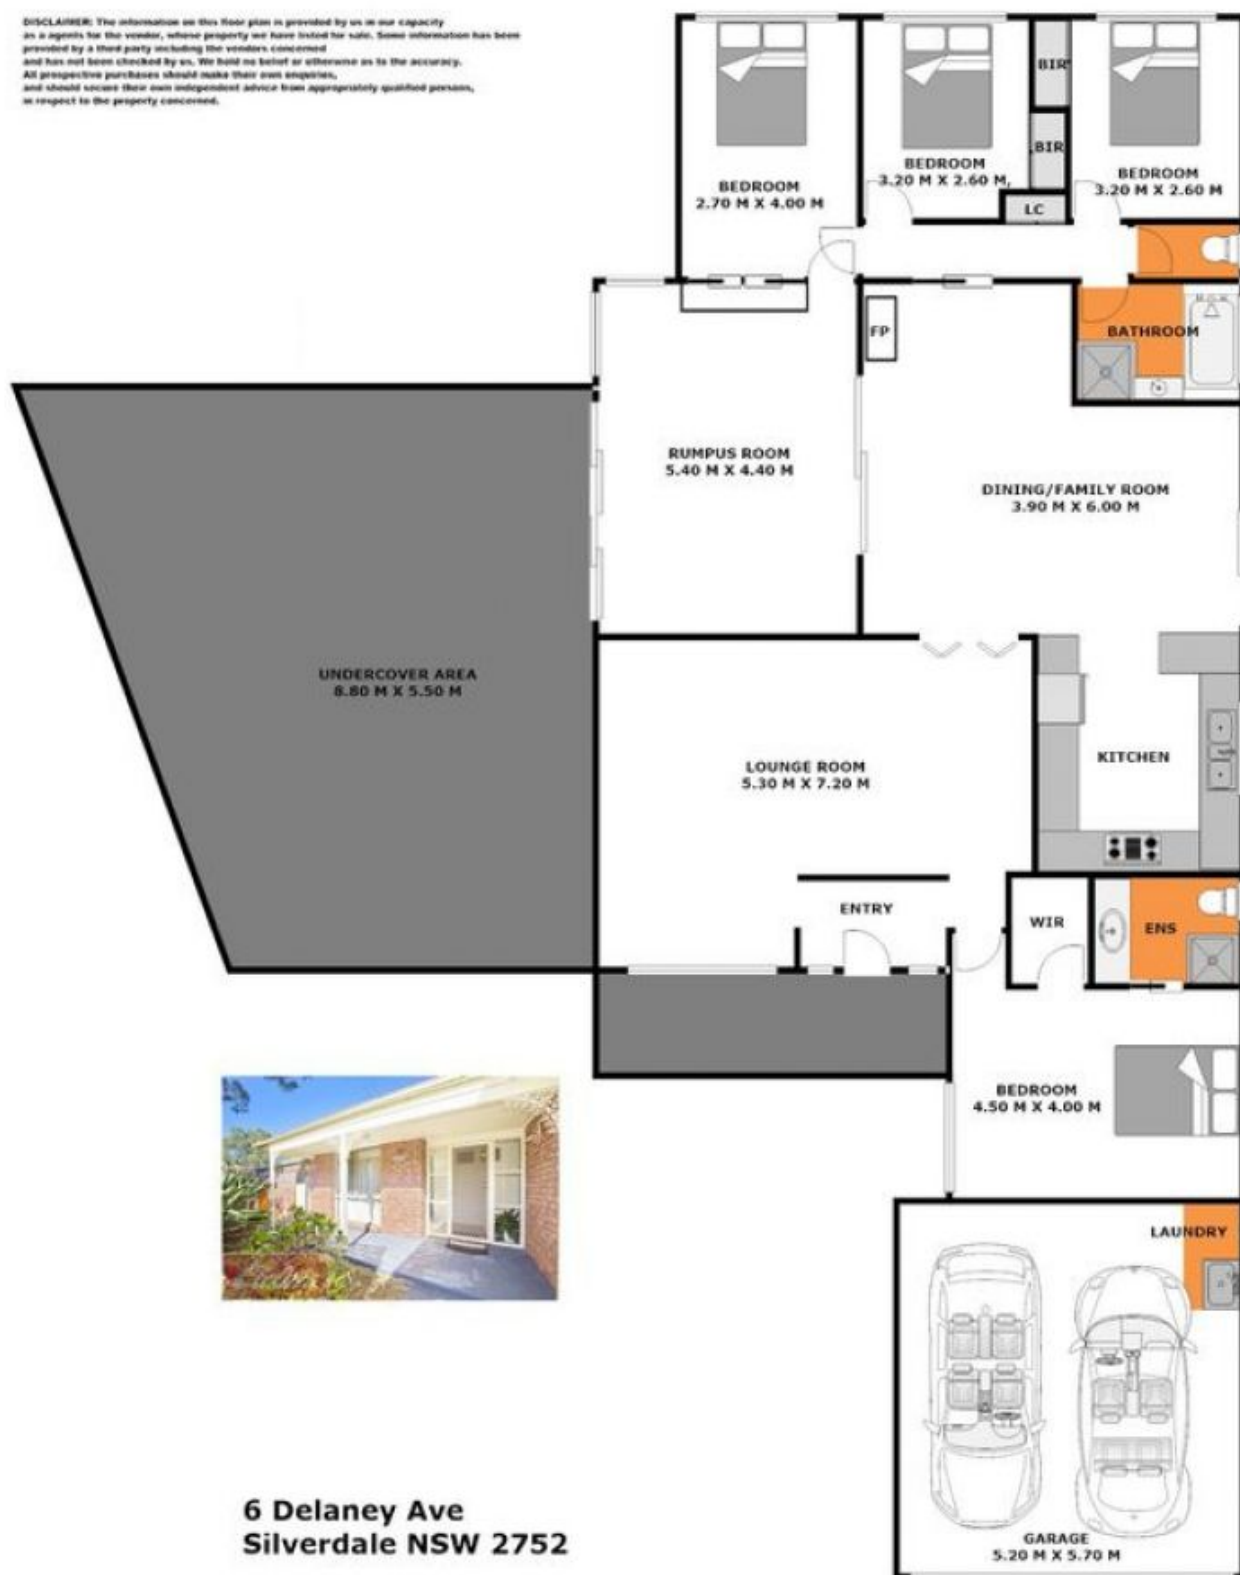 DISCLAIMER: The information on this floor plan is provided by us in our capacity
as a agents for the vendor, whose property we have listed for sale. Some information has been
provided by a third party including the vendors concerned
and has not been checked by us. We hold no belief or otherwise as to the accuracy.
All prospective purchases should make their own enquiries,
and should secure their own independent advice from appropriately qualified persons,
in respect to the property concerned.
BIR
BIR
BEDROOM
3.20 M X 2.60 M,
BEDROOM
3.20 M X 2.60 M
BEDROOM
2.70 M X 4.00 M
LC
FP
BATHROOM
RUMPUS ROOM
5.40 M X 4.40 M
DINING/FAMILY ROOM
3.90 M X 6.00 M
UNDERCOVER AREA
8.80 M X 5.50 M
LOUNGE ROOM
5.30 M X 7.20 M
KITCHEN
ENTRY
WIR
ENS
BEDROOM
4.50 M X 4.00 M
LAUNDRY
GARAGE
5.20 M X 5.70 M
6 Delaney Ave
Silverdale NSW 2752